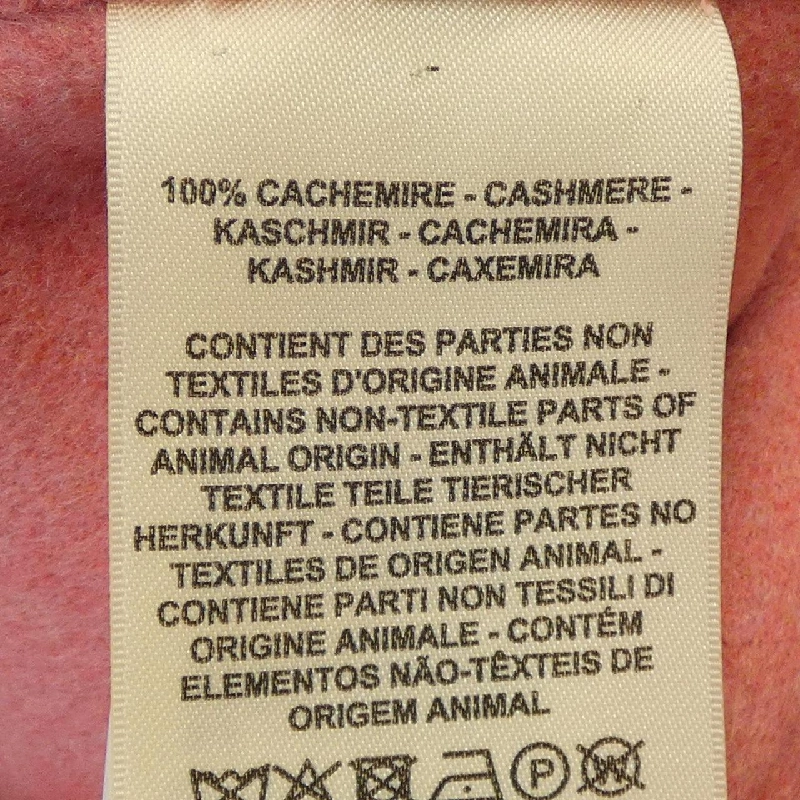 100% CACHEMIRE - CASHMERE -
KASCHMIR - CACHEMIRA -
KASHMIR - CAXEMIRA
CONTIENT DES PARTIES NON
TEXTILES D'ORIGINE ANIMALE -
CONTAINS NON-TEXTILE PARTS OF
ANIMAL ORIGIN - ENTHÄLT NICHT
TEXTILE TEILE TIERISCHER
HERKUNFT - CONTIENE PARTES NO
TEXTILES DE ORIGEN ANIMAL -
CONTIENE PARTI NON TESSILI DI
ORIGINE ANIMALE - CONTÉM
ELEMENTOS NÃO-TÊXTEIS DE
ORIGEM ANIMAL
P W